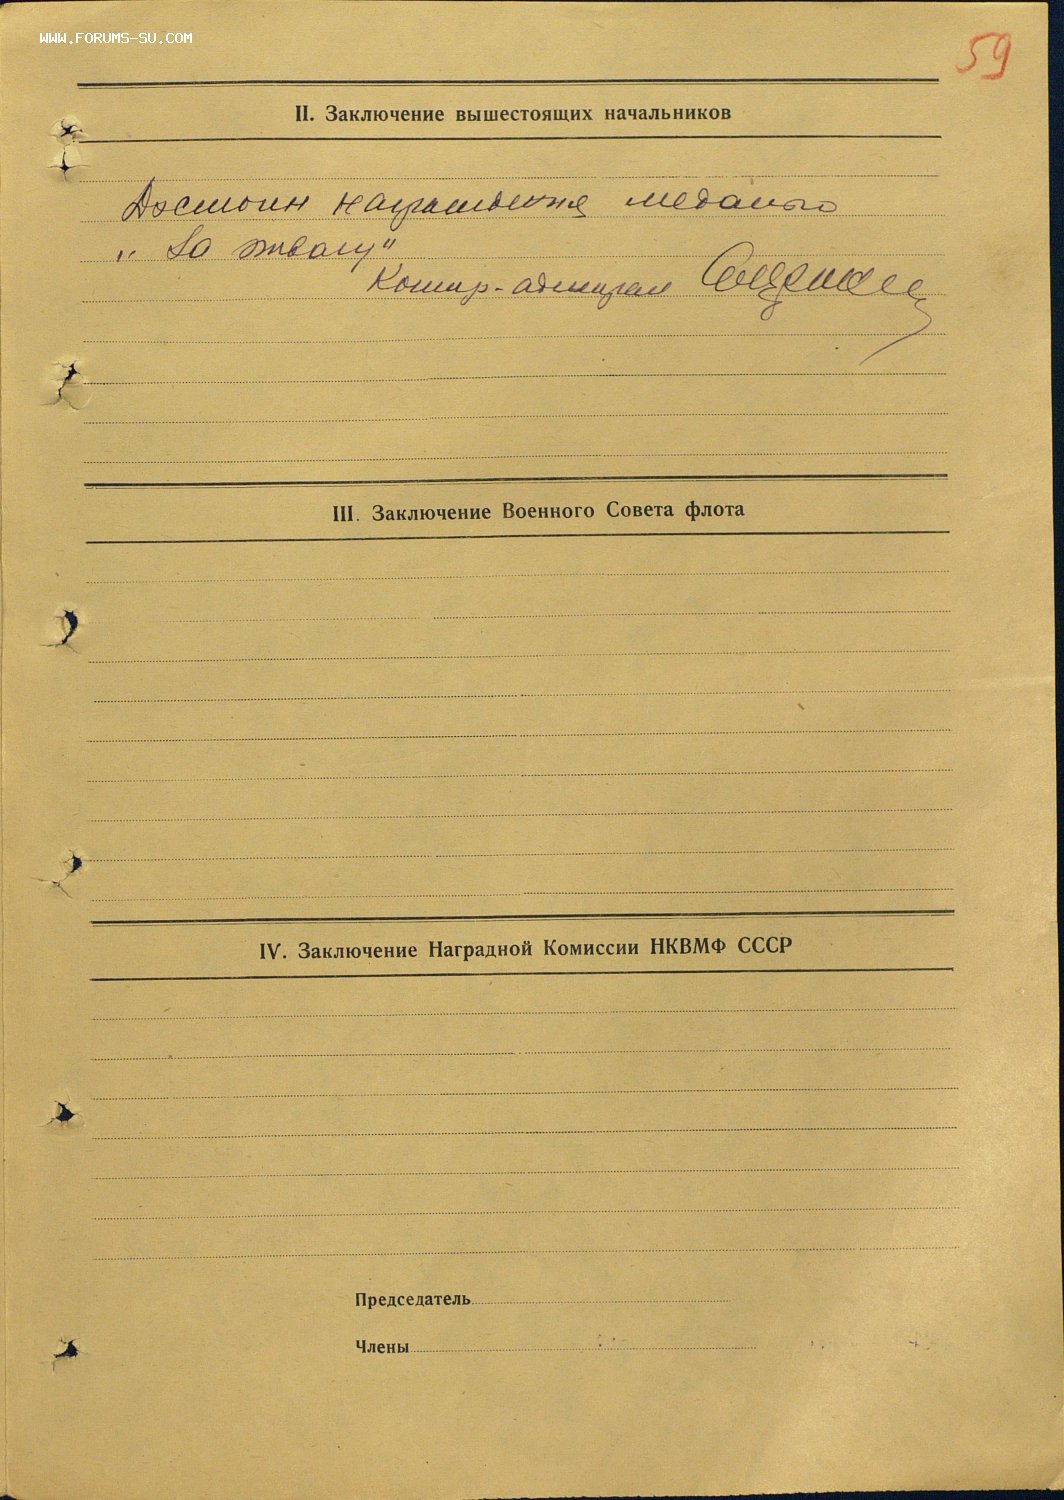 WWW.FORUMS-SU.COM
59
II. Заключение вышестоящих начальников
Достоин награждения медалью
„За отвагу"
Контр-адмирал
III. Заключение Военного Совета флота
IV. Заключение Наградной Комиссии НКВМФ СССР
Председатель
Члены